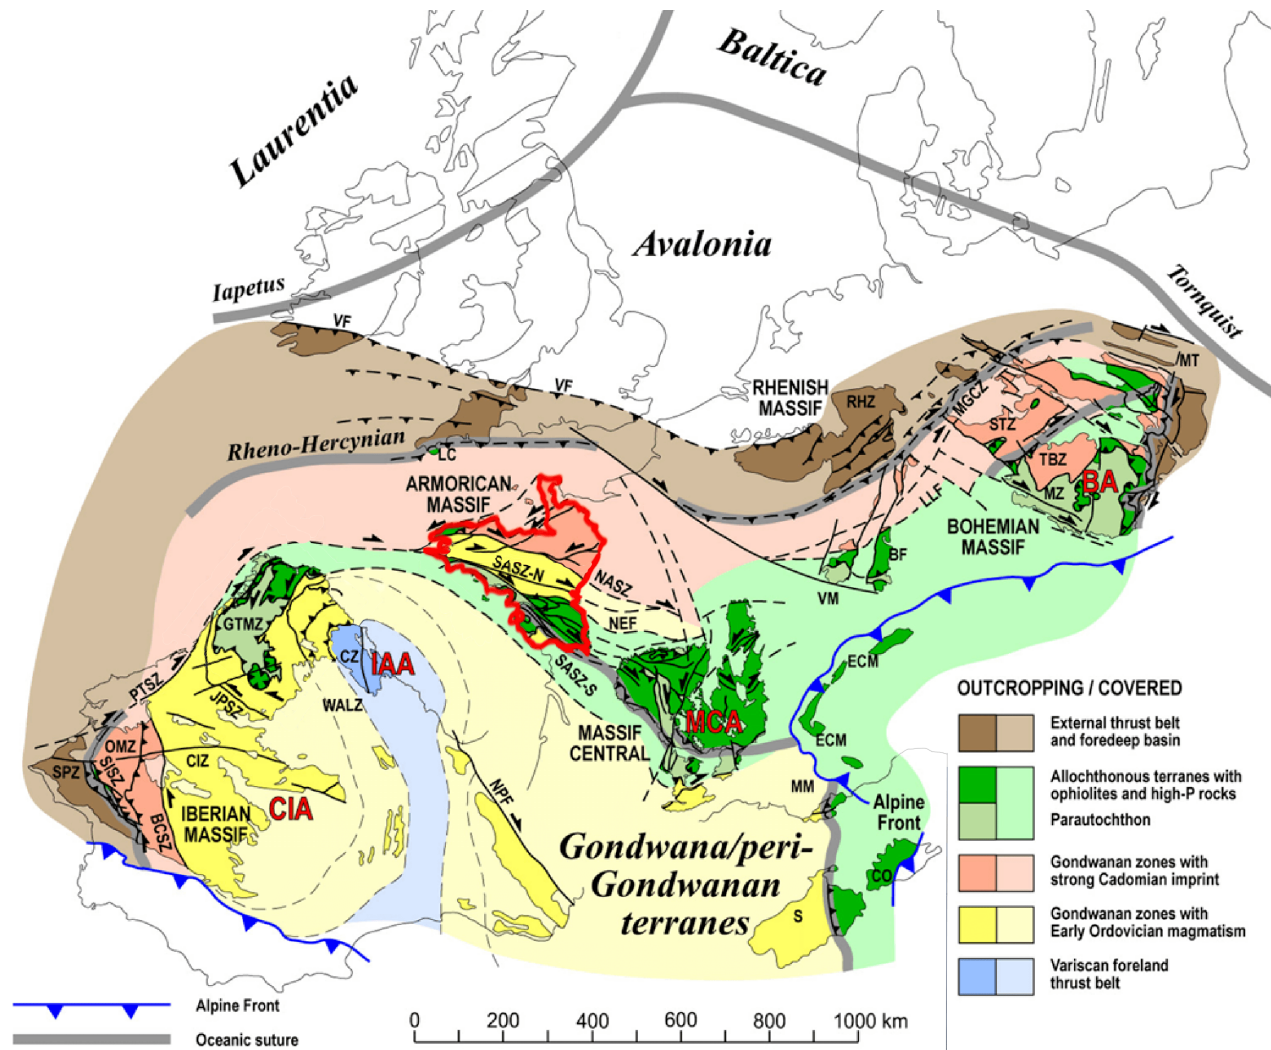 Laurentia
Baltica
Avalonia
Iapetus
Tornquist
VF
VF
MT
RHENISH
MASSIF
RHZ
MGCZ
STZ
TBZ
BA
MZ
Rheno-Hercynian
LC
ARMORICAN
MASSIF
LLF
BOHEMIAN
MASSIF
SASZ-N
NASZ
BF
VM
NEF
GTMZ
CZ
IAA
SASZ-S
ECM
PTSZ
JPSZ
WALZ
MCA
MASSIF
CENTRAL
ECM
OMZ
SISZ
SPZ
CIZ
CIA
IBERIAN
MASSIF
BCSZ
NPF
MM
Alpine
Front
Gondwana/peri-
Gondwanan
terranes
CO
S
OUTCROPPING / COVERED
External thrust belt
and foredeep basin
Allochthonous terranes with
ophiolites and high-P rocks
Parautochthon
Gondwanan zones with
strong Cadomian imprint
Gondwanan zones with
Early Ordovician magmatism
Variscan foreland
thrust belt
Alpine Front
Oceanic suture
0 200 400 600 800 1000 km